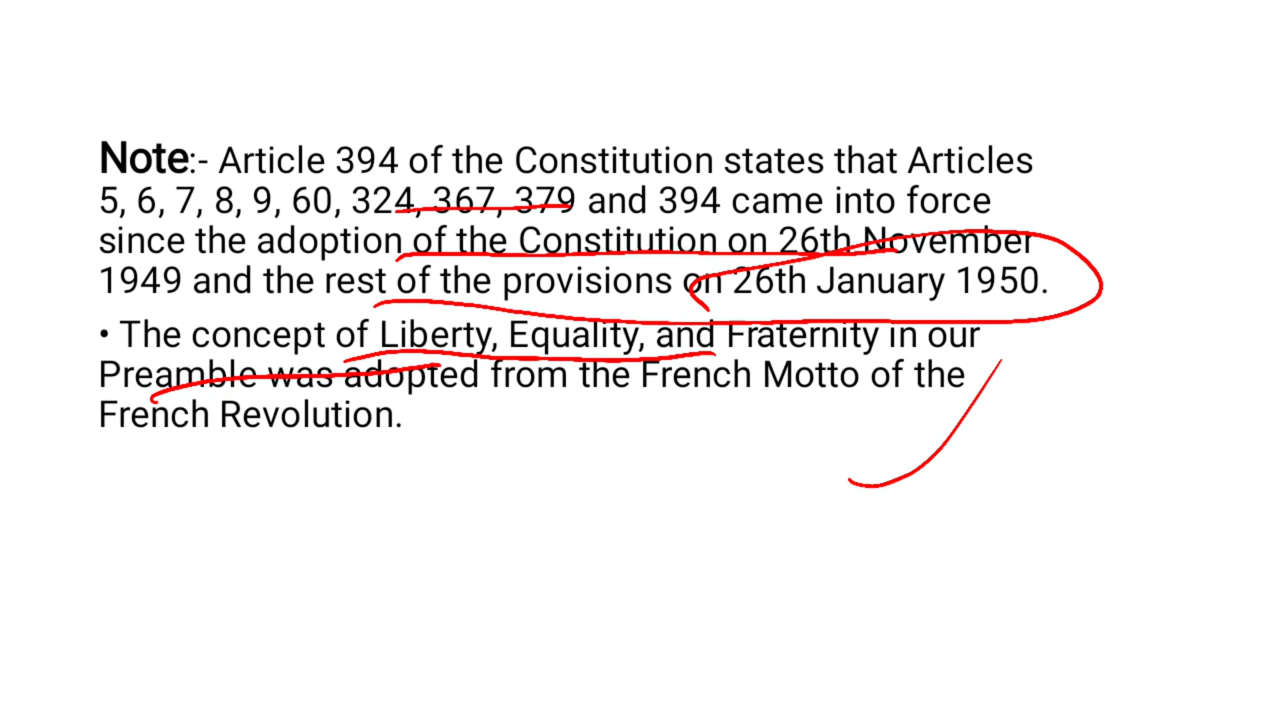 Note:- Article 394 of the Constitution states that Articles
5, 6, 7, 8, 9, 60, 324, 367, 379 and 394 came into force
since the adoption of the Constitution on 26th November
1949 and the rest of the provisions on 26th January 1950.
• The concept of Liberty, Equality, and Fraternity in our
Preamble was adopted from the French Motto of the
French Revolution.